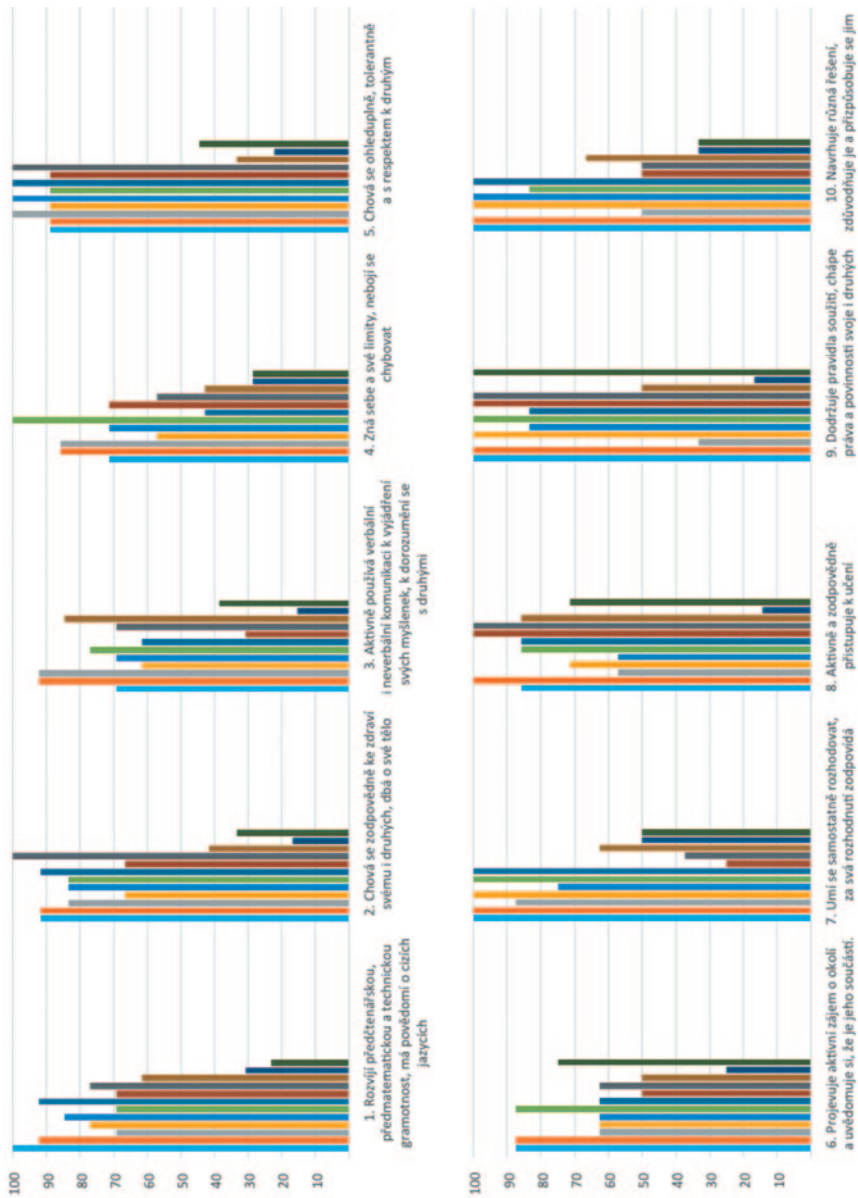 100
90
80
70
60
50
40
30
20
10
1. Rozvíjí předčtenářskou,
předmatematickou a technickou
gramotnost, má povědomí o cizích
jazycích
2. Chová se zodpovědně ke zdraví
svému i druhých, dbá o své tělo
3. Aktivně používá verbální
i neverbální komunikaci k vyjádření
svých myšlenek, k dorozumění se
s druhými
4. Zná sebe a své limity, nebojí se
chybovat
5. Chová se ohleduplně, tolerantně
a s respektem k druhým
100
90
80
70
60
50
40
30
20
10
6. Projevuje aktivní zájem o okolí
a uvědomuje si, že je jeho součástí.
7. Umí se samostatně rozhodovat,
za svá rozhodnutí zodpovídá
8. Aktivně a zodpovědně
přistupuje k učení
9. Dodržuje pravidla soužití, chápe
práva a povinnosti svoje i druhých
10. Navrhuje různá řešení,
zdůvodňuje je a přizpůsobuje se jim